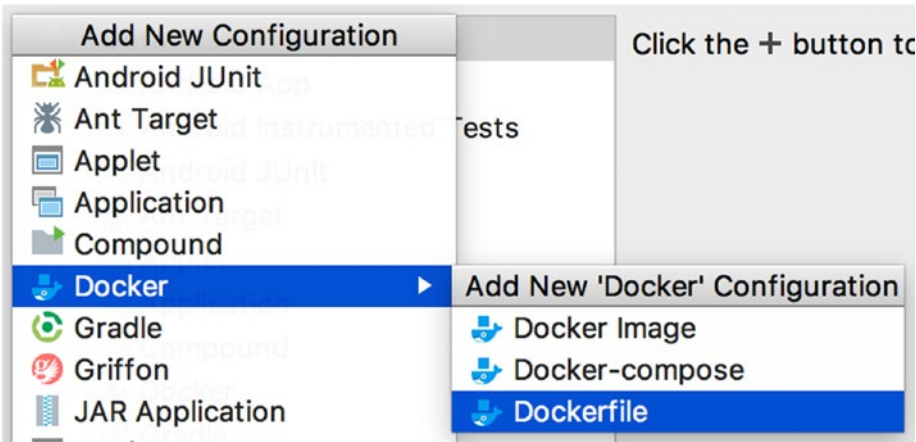 Add New Configuration
Click the + button to
Android JUnit
Ant Target
Tests
Applet
Application
Compound
Docker
Add New 'Docker' Configuration
Gradle
Docker Image
Griffon
Docker-compose
JAR Application
Dockerfile